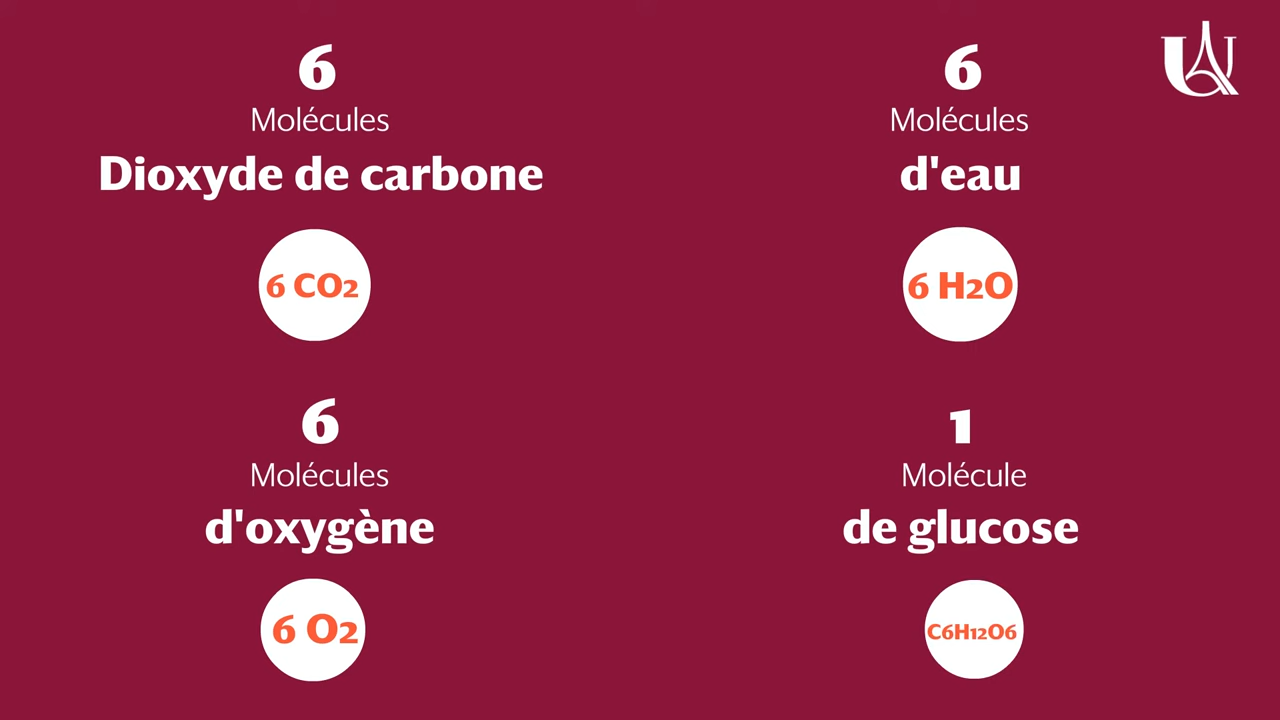 6
Molécules
Dioxyde de carbone
6 CO2
6
Molécules
d'eau
6 H2O
6
Molécules
d'oxygène
6 O2
1
Molécule
de glucose
C6H12O6